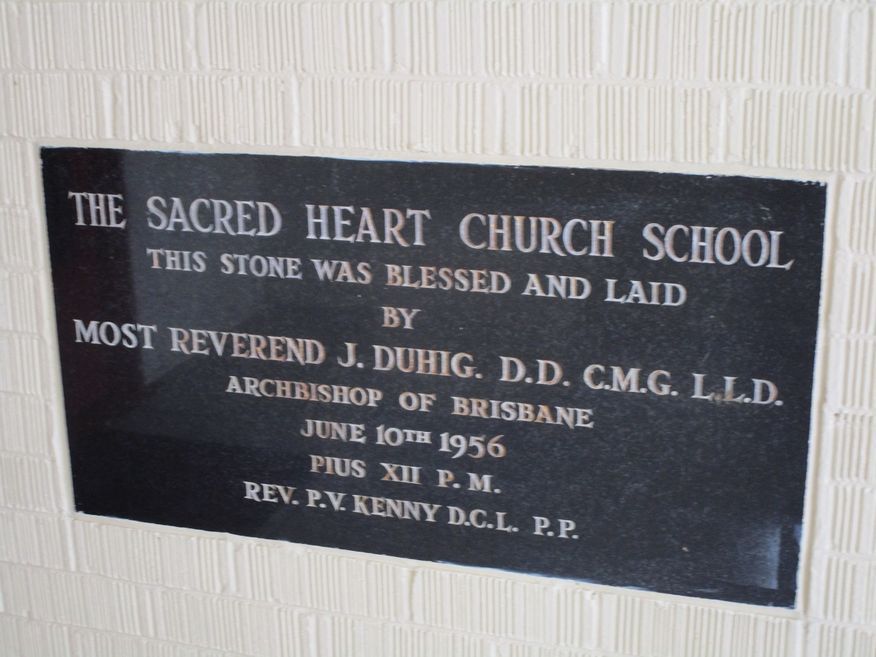 THE SACRED HEART CHURCH SCHOOL
THIS STONE WAS BLESSED AND LAID
BY
MOST REVEREND J. DUHIG. D.D. C.M.G. L.L.D.
ARCHBISHOP OF BRISBANE
JUNE 10TH 1956
PIUS XII P.M.
REV. P.V. KENNY D.C.L. P.P.